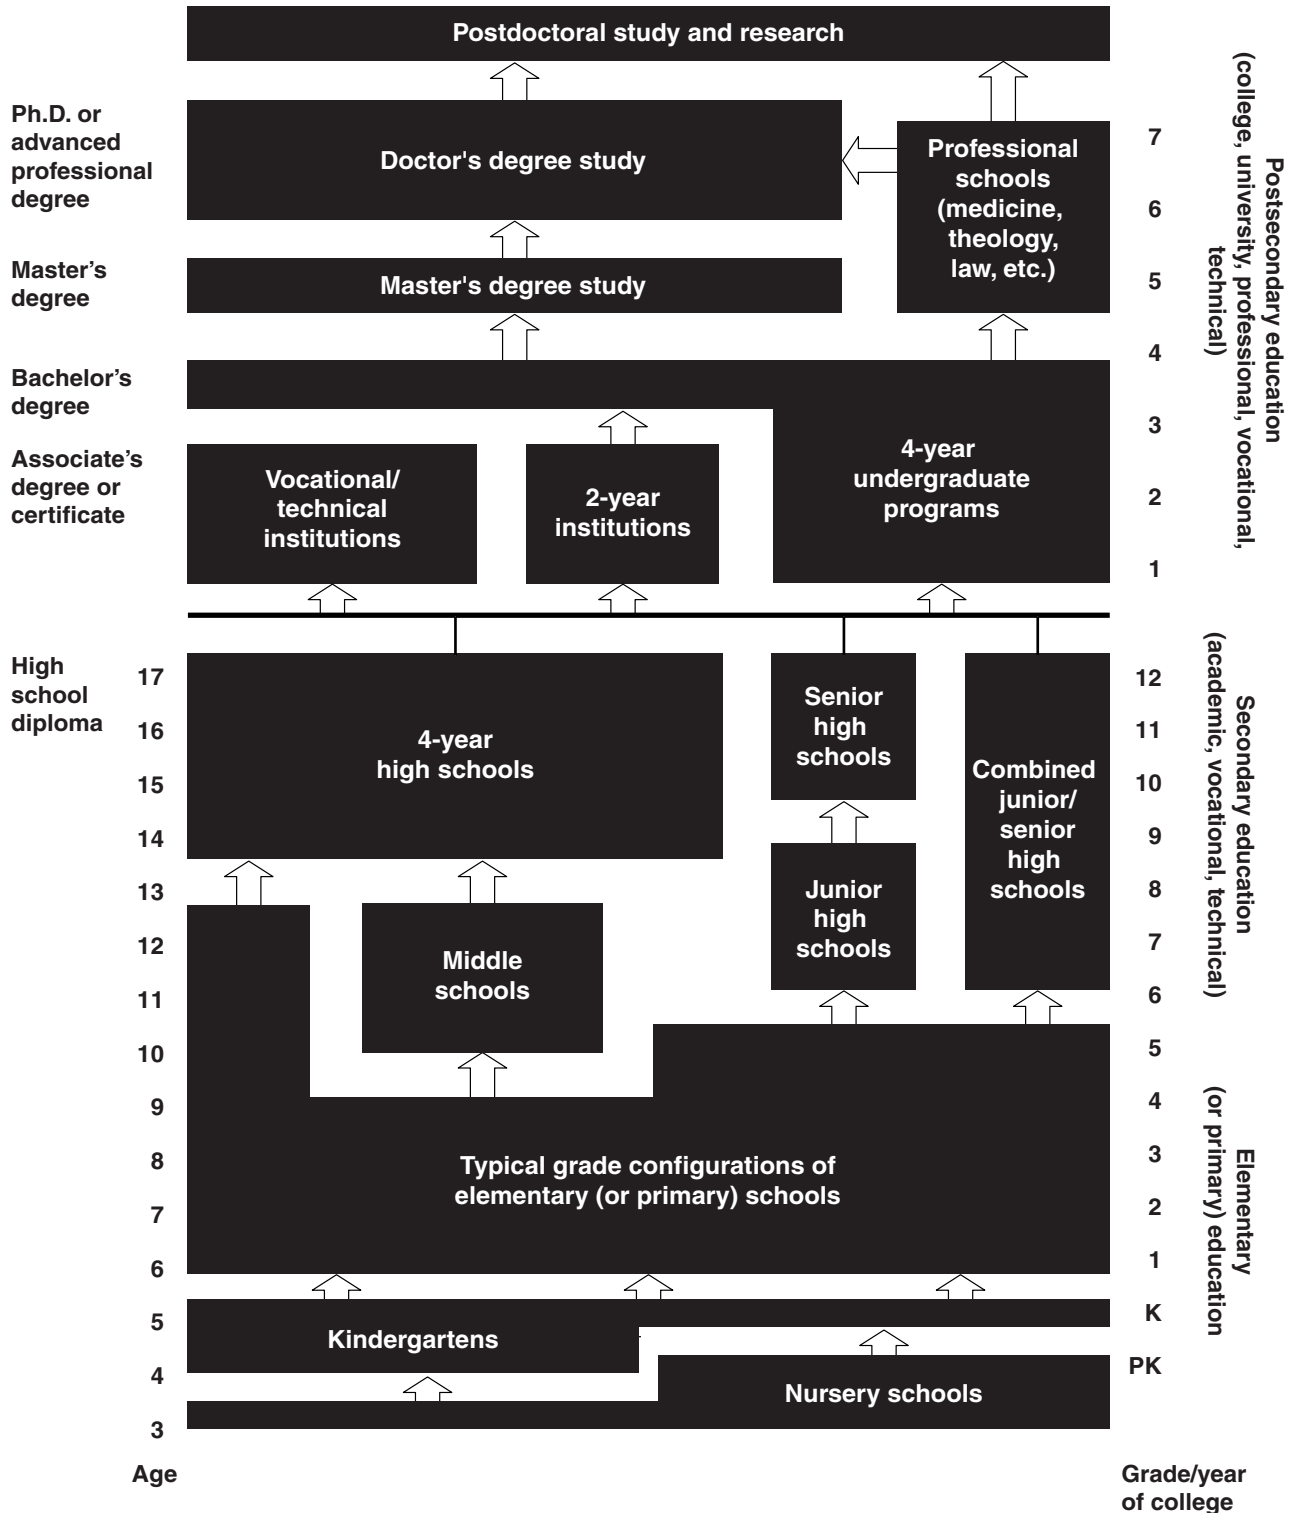 Postdoctoral study and research
Ph.D. or
advanced
professional
degree
Doctor's degree study
Professional
schools
(medicine,
theology,
law, etc.)
7
6
Master’s
degree
Master's degree study
5
4
Bachelor’s
degree
3
Associate’s
degree or
certificate
Vocational/
technical
institutions
2-year
institutions
4-year
undergraduate
programs
2
1
Postsecondary education
(college, university, professional, vocational,
technical)
High
school
diploma
17
16
15
14
13
12
11
10
9
8
7
6
5
4
3
Age
4-year
high schools
Senior
high
schools
Combined
junior/
senior
high
schools
Junior
high
schools
Middle
schools
Typical grade configurations of
elementary (or primary) schools
Kindergartens
Nursery schools
12
11
10
9
8
7
6
5
4
3
2
1
K
PK
Grade/year
of college
Secondary education
(academic, vocational, technical)
Elementary
(or primary) education